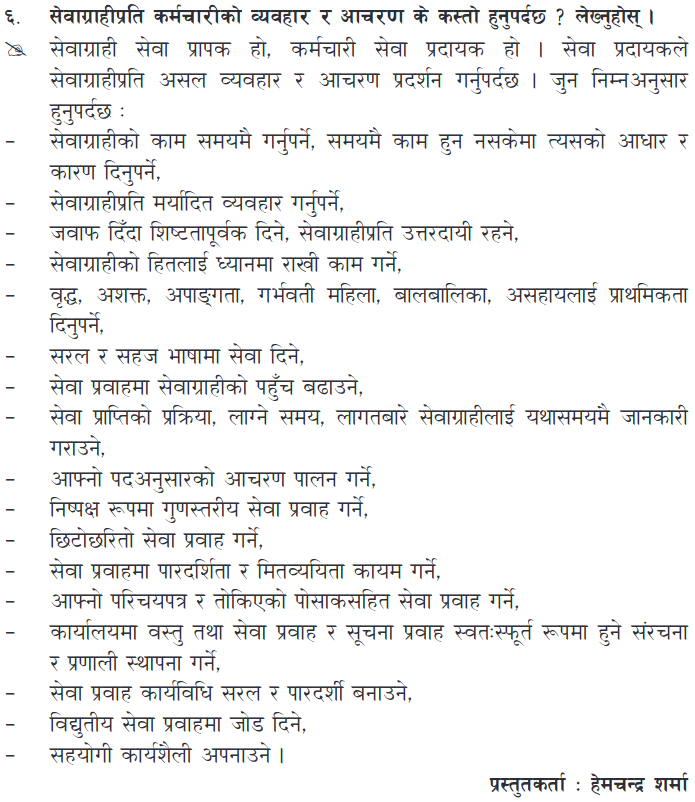 ६. सेवाग्राहीप्रति कर्मचारीको व्यवहार र आचरण के कस्तो हुनुपर्दछ ? लेख्नुहोस् ।
सेवाग्राही सेवा प्रापक हो, कर्मचारी सेवा प्रदायक हो । सेवा प्रदायकले
सेवाग्राहीप्रति असल व्यवहार र आचरण प्रदर्शन गर्नुपर्दछ । जुन निम्नअनुसार
हुनुपर्दछ :
– सेवाग्राहीको काम समयमै गर्नुपर्ने, समयमै काम हुन नसकेमा त्यसको आधार र
कारण दिनुपर्ने,
– सेवाग्राहीप्रति मर्यादित व्यवहार गर्नुपर्ने,
– जवाफ दिँदा शिष्टतापूर्वक दिने, सेवाग्राहीप्रति उत्तरदायी रहने,
– सेवाग्राहीको हितलाई ध्यानमा राखी काम गर्ने,
– वृद्ध, अशक्त, अपाङ्गता, गर्भवती महिला, बालबालिका, असहायलाई प्राथमिकता
दिनुपर्ने,
– सरल र सहज भाषामा सेवा दिने,
– सेवा प्रवाहमा सेवाग्राहीको पहुँच बढाउने,
– सेवा प्राप्तिको प्रक्रिया, लाग्ने समय, लागतबारे सेवाग्राहीलाई यथासमयमै जानकारी
गराउने,
– आफ्नो पदअनुसारको आचरण पालन गर्ने,
– निष्पक्ष रूपमा गुणस्तरीय सेवा प्रवाह गर्ने,
– छिटोछरितो सेवा प्रवाह गर्ने,
– सेवा प्रवाहमा पारदर्शिता र मितव्ययिता कायम गर्ने,
– आफ्नो परिचयपत्र र तोकिएको पोसाकसहित सेवा प्रवाह गर्ने,
– कार्यालयमा वस्तु तथा सेवा प्रवाह र सूचना प्रवाह स्वतःस्फूर्त रूपमा हुने संरचना
र प्रणाली स्थापना गर्ने,
– सेवा प्रवाह कार्यविधि सरल र पारदर्शी बनाउने,
– विद्युतीय सेवा प्रवाहमा जोड दिने,
– सहयोगी कार्यशैली अपनाउने ।
प्रस्तुतकर्ता : हेमचन्द्र शर्मा